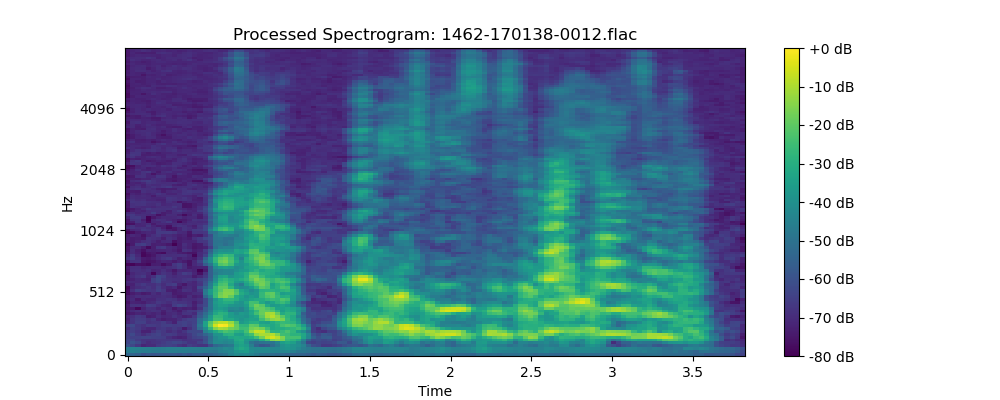 Processed Spectrogram: 1462-170138-0012.flac
Hz
4096
2048
1024
512
0
0 0.5 1 1.5 2 2.5 3 3.5
Time
+0 dB
-10 dB
-20 dB
-30 dB
-40 dB
-50 dB
-60 dB
-70 dB
-80 dB